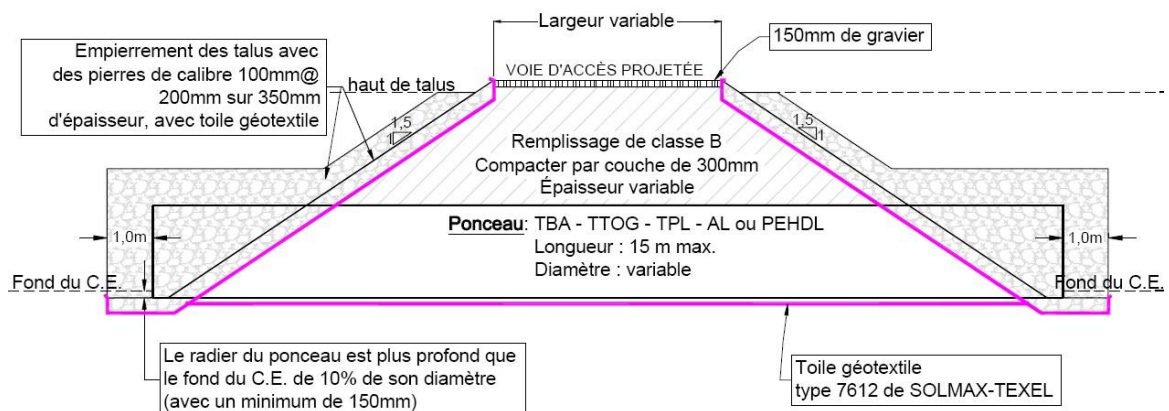 Largeur variable
150mm de gravier
Empierrement des talus avec
des pierres de calibre 100mm@
200mm sur 350mm
d'épaisseur, avec toile géotextile
haut de talus
VOIE D'ACCÈS PROJETÉE
1,5
1
1,5
1
Remplissage de classe B
Compacter par couche de 300mm
Épaisseur variable
Ponceau: TBA - TTOG - TPL - AL ou PEHDL
Longueur : 15 m max.
Diamètre : variable
1,0m
1,0m
Fond du C.E.
Fond du C.E.
Le radier du ponceau est plus profond que
le fond du C.E. de 10% de son diamètre
(avec un minimum de 150mm)
Toile géotextile
type 7612 de SOLMAX-TEXEL